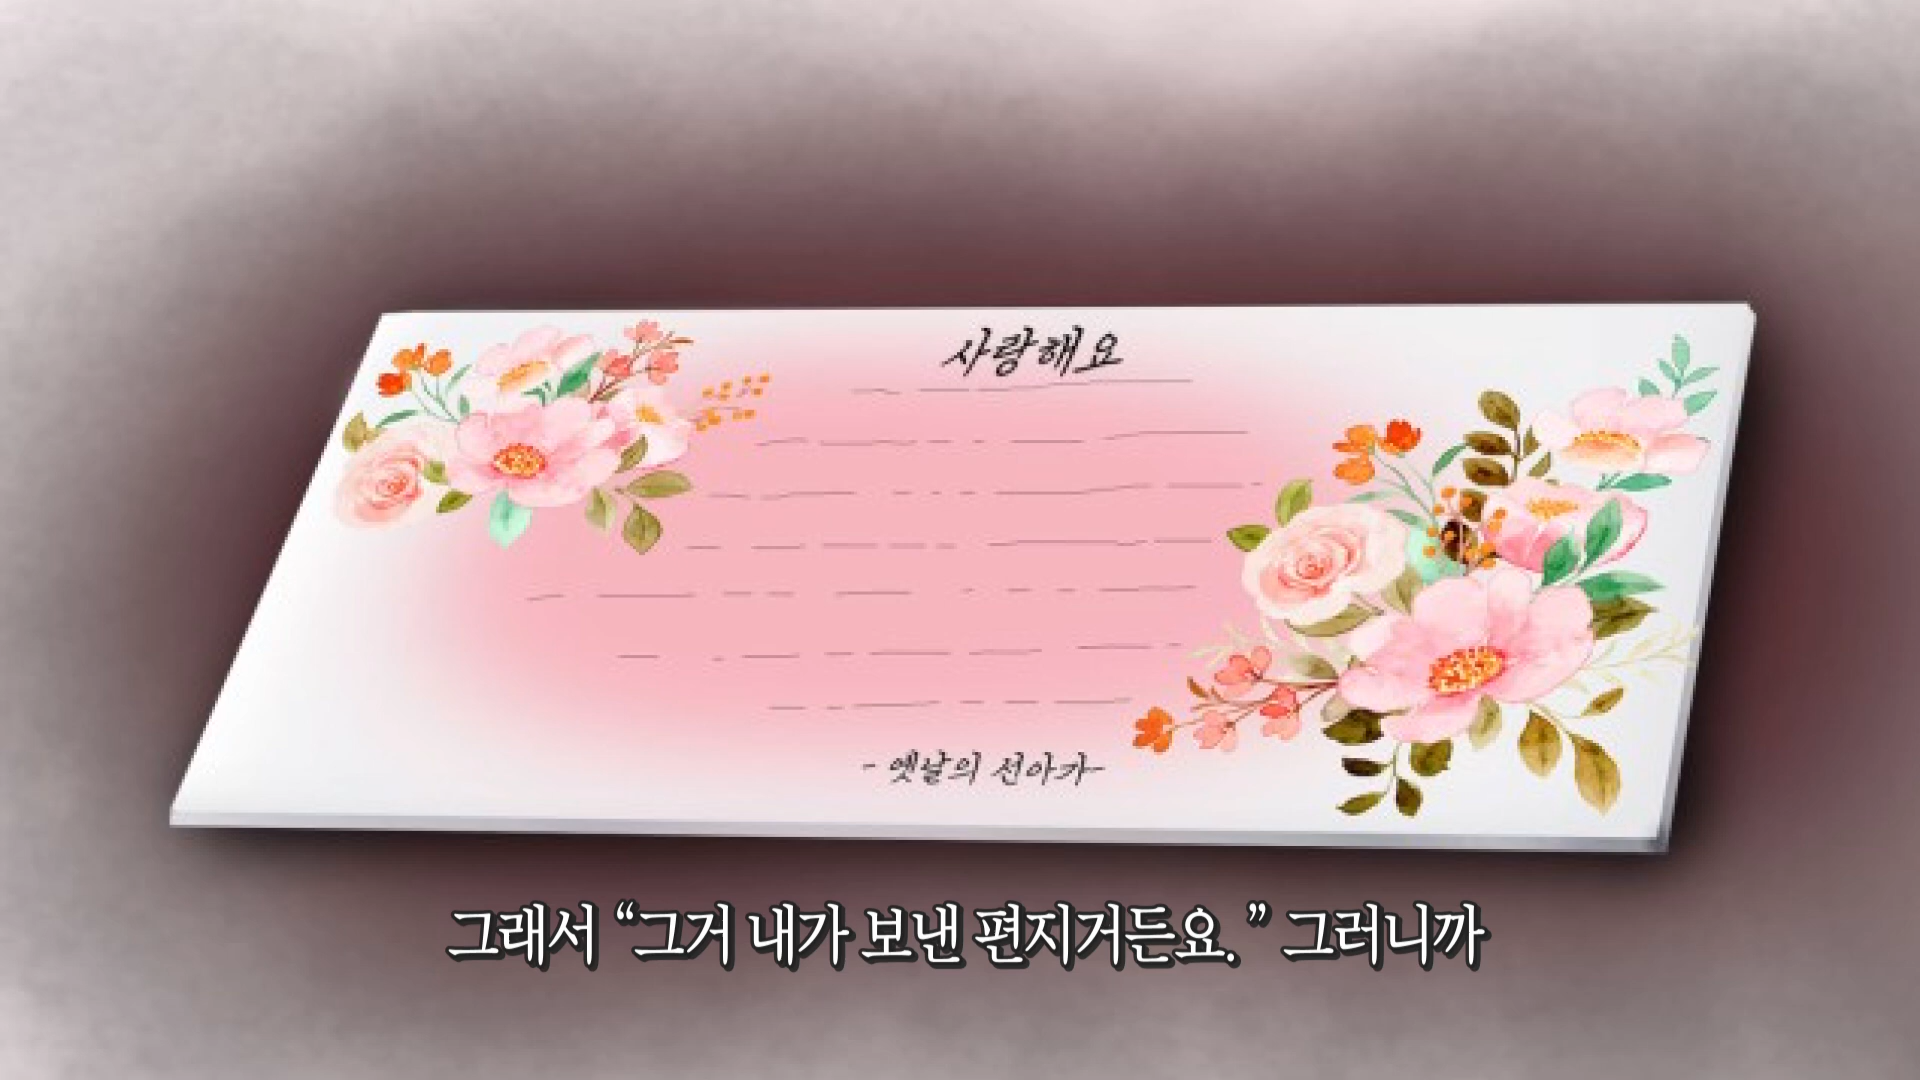 사랑해요
- 옛날의 선아가-
그래서 “그거 내가 보낸 편지거든요.” 그러니까